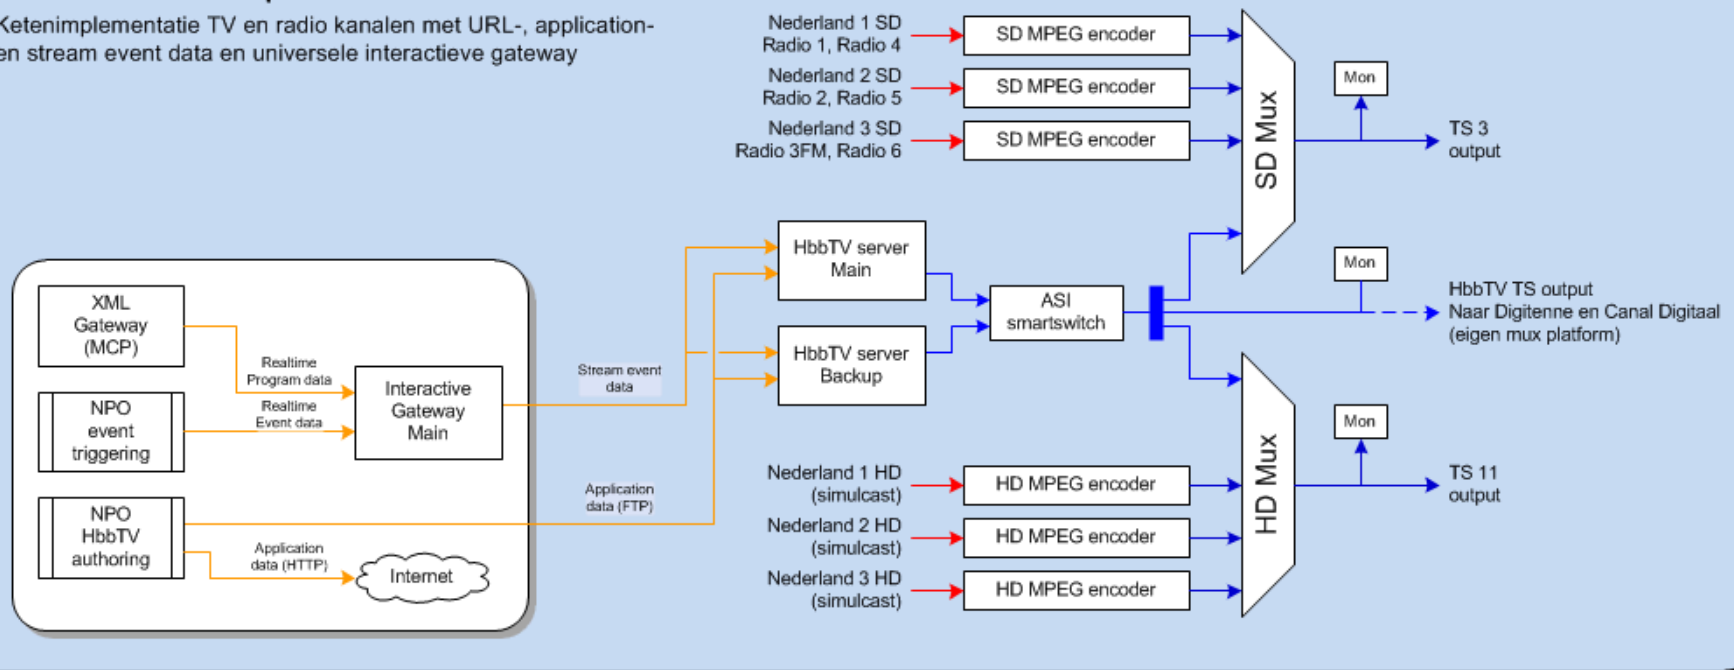 Ketenimplementatie TV en radio kanalen met URL-, application-
en stream event data en universele interactieve gateway
Nederland 1 SD
Radio 1, Radio 4
SD MPEG encoder
Nederland 2 SD
Radio 2, Radio 5
SD MPEG encoder
Nederland 3 SD
Radio 3FM, Radio 6
SD MPEG encoder
SD Mux
Mon
TS 3
output
XML
Gateway
(MCP)
Realtime
Program data
NPO
event
triggering
Realtime
Event data
Interactive
Gateway
Main
NPO
HbbTV
authoring
Application
data (HTTP)
Internet
Stream event
data
Application
data (FTP)
HbbTV server
Main
HbbTV server
Backup
ASI
smartswitch
Mon
HbbTV TS output
Naar Digitenne en Canal Digitaal
(eigen mux platform)
Nederland 1 HD
(simulcast)
HD MPEG encoder
Nederland 2 HD
(simulcast)
HD MPEG encoder
Nederland 3 HD
(simulcast)
HD MPEG encoder
HD Mux
Mon
TS 11
output